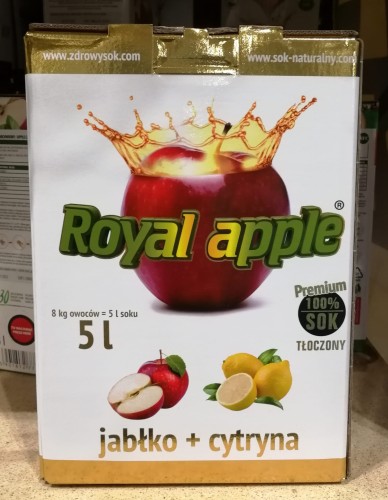 www.zdrowysok.com
www.sok-naturalny.com
Royal apple®
8 kg owoców = 5 l soku
5 l
Premium
100%
SOK
TŁOCZONY
jabłko + cytryna